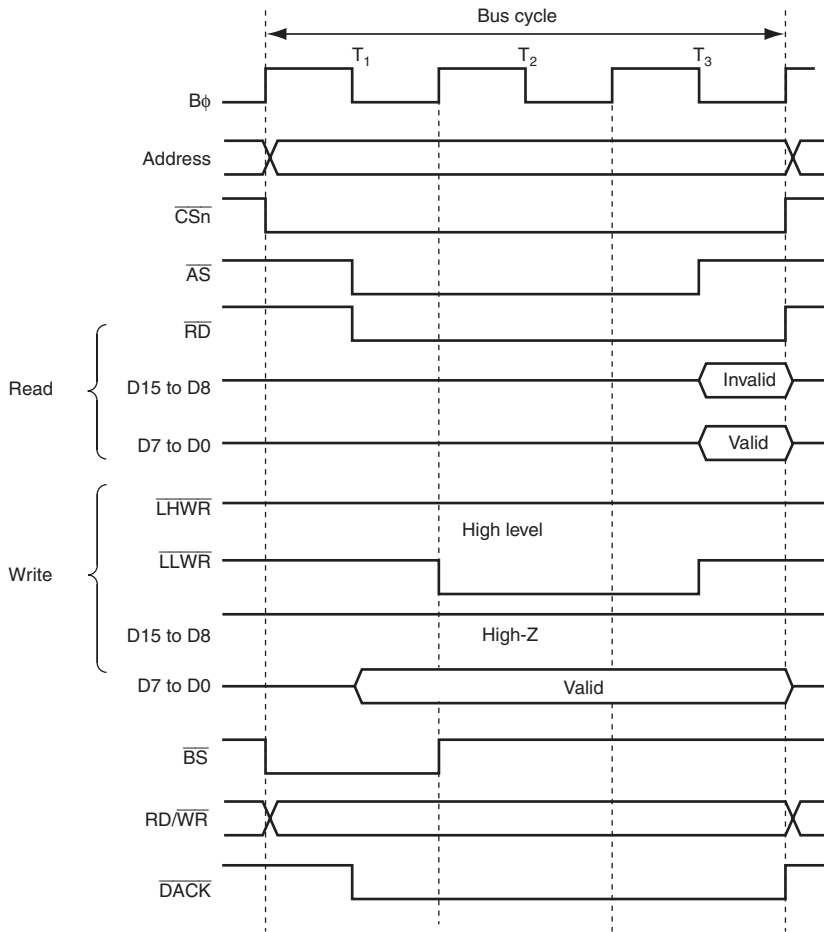 Bus cycle
T1 T2 T3
Bϕ
Address
CSn
AS
RD
Read
D15 to D8 Invalid
D7 to D0 Valid
LHWR
High level
LLWR
Write
D15 to D8 High-Z
D7 to D0 Valid
BS
RD/WR
DACK